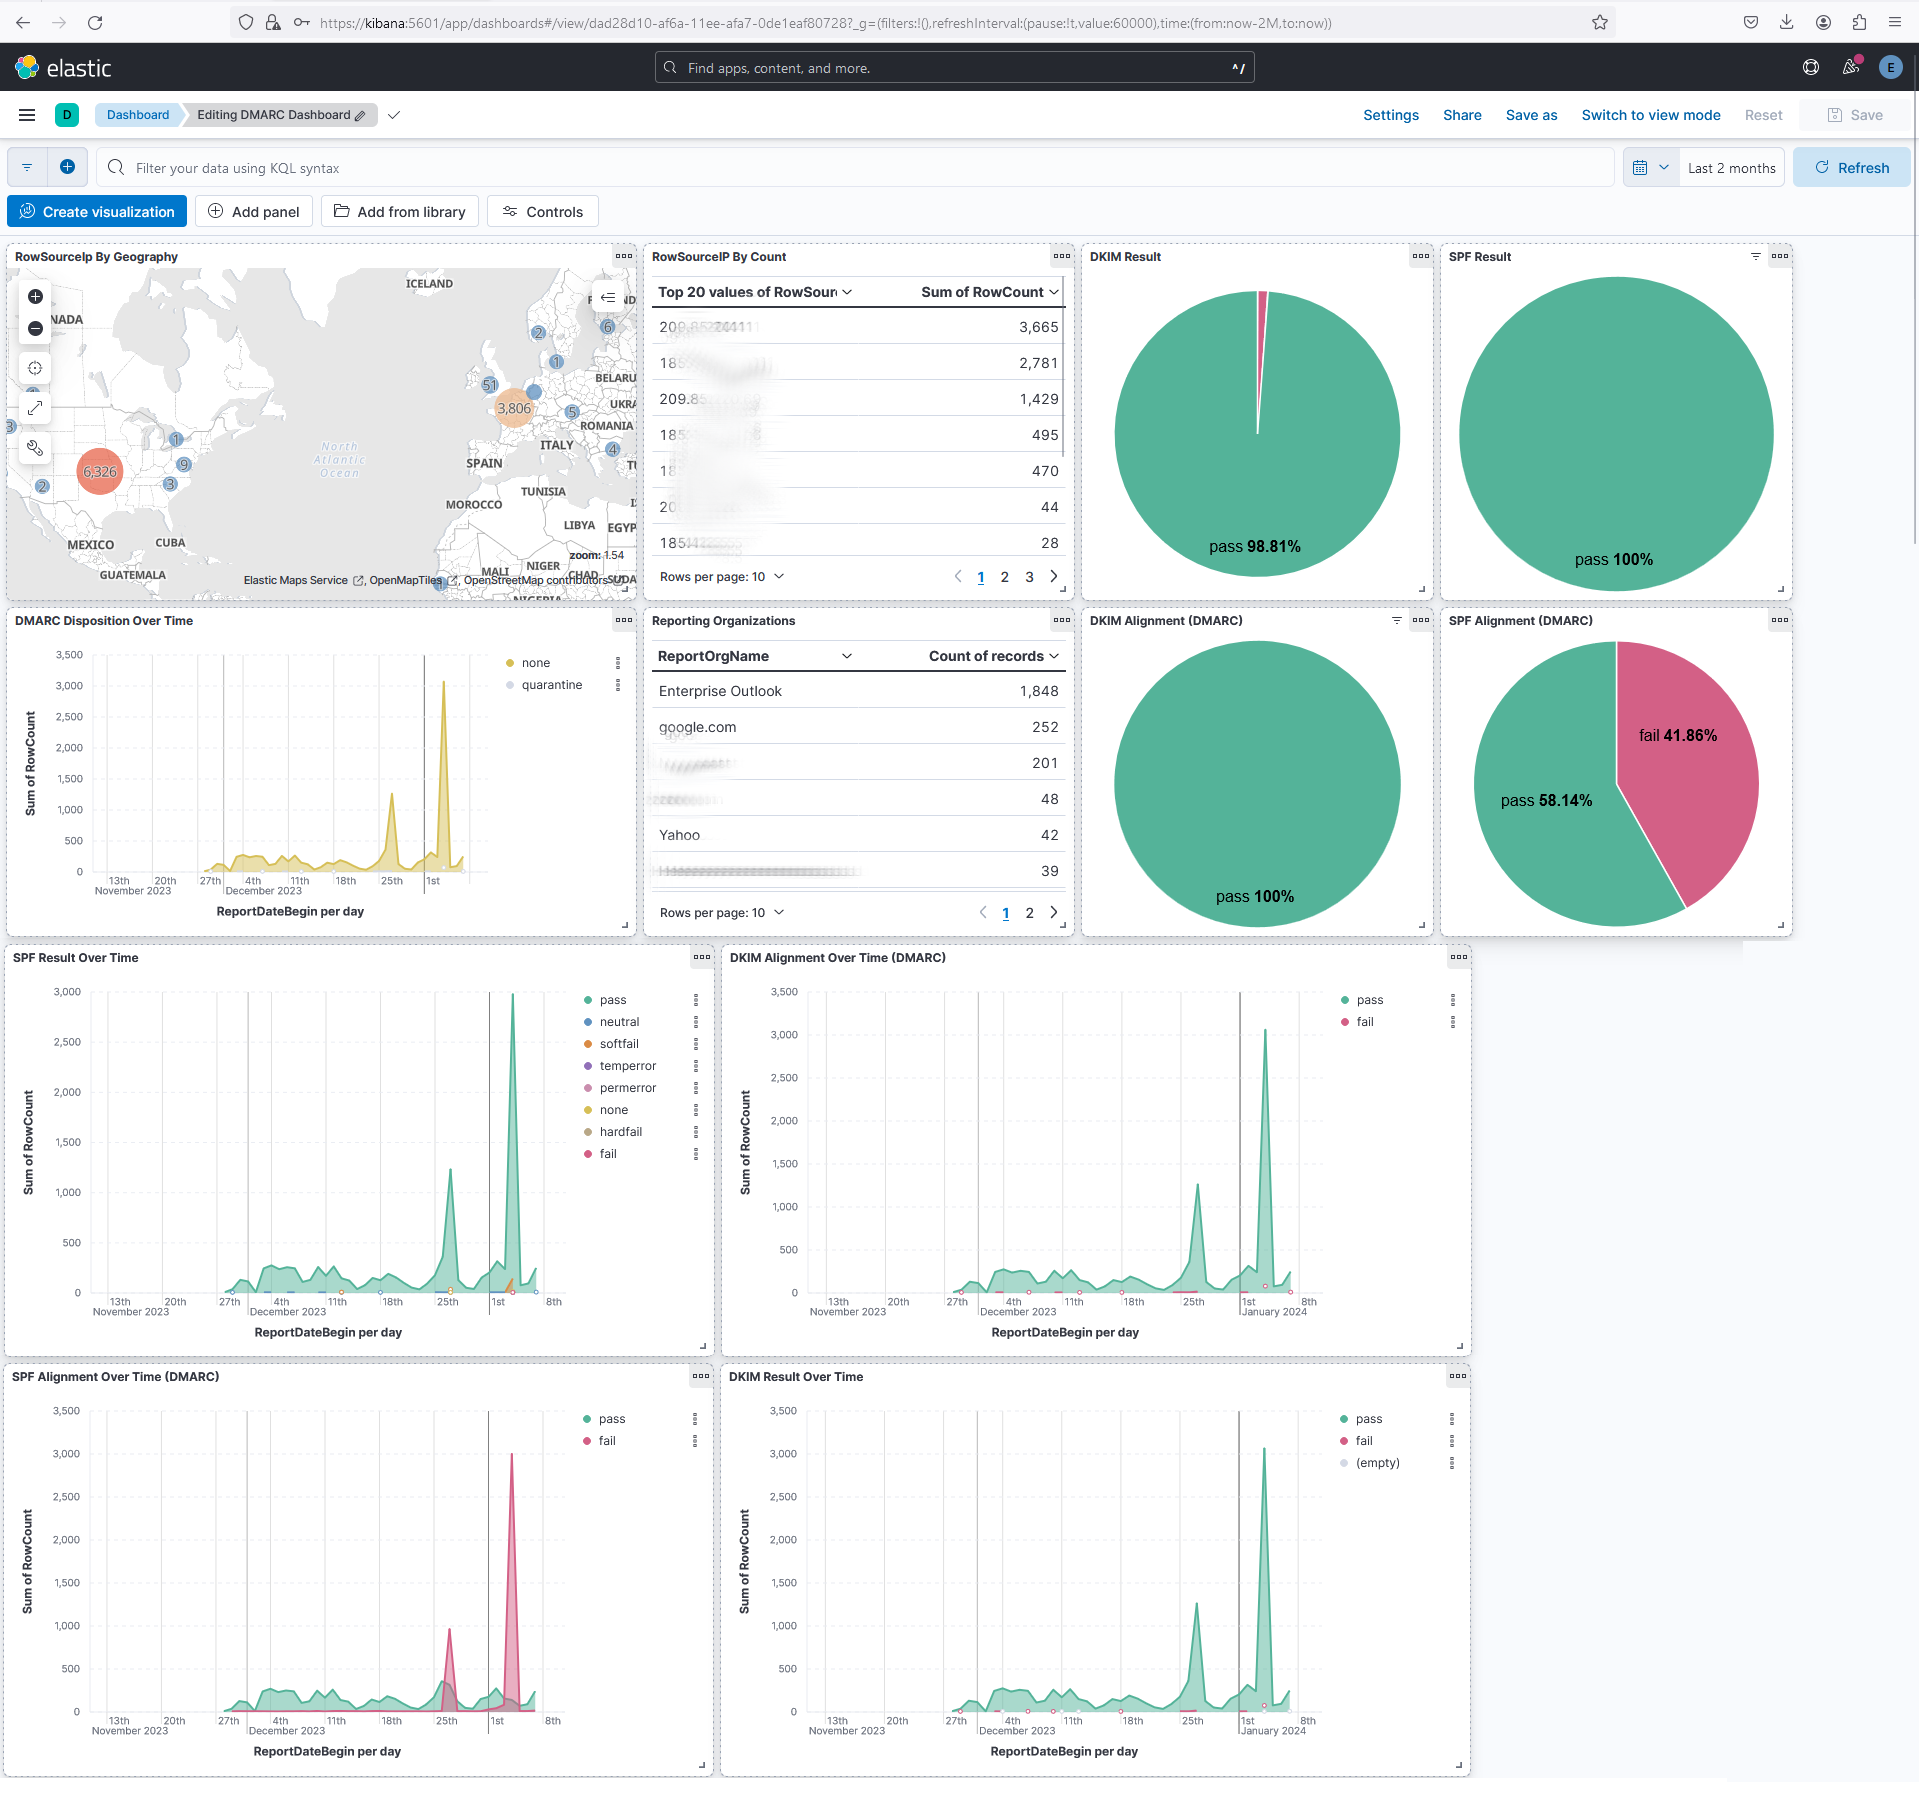 https://kibana:5601/app/dashboards#/view/dad28d10-af6a-11ee-afa7-0de1eaf80728?_g=(filters:!(),refreshInterval:(pause:!t,value:60000),time:(from:now-2M,to:now))
elastic
Find apps, content, and more.
^/
E
D
Dashboard
Editing DMARC Dashboard
Settings
Share
Save as
Switch to view mode
Reset
Save
Filter your data using KQL syntax
Last 2 months
Refresh
Create visualization
Add panel
Add from library
Controls
RowSourceIp By Geography
ICELAND
NADA
6
2
1
BELARU
51
3,806
UKRA
5
3
ROMANIA
1
ITALY
4
North
Atlantic
Ocean
9
SPAIN
6,326
2
3
TUNISIA
MOROCCO
LIBYA
EGYP
MEXICO
CUBA
zoom: 1.54
NIGER
MALI
CHAD
GUATEMALA
Elastic Maps Service , OpenMapTiles , OpenStreetMap contributors
RowSourceIP By Count
Top 20 values of RowSour
Sum of RowCount
3,665
2,781
209.85
1,429
495
470
44
28
Rows per page: 10
1 2 3
DKIM Result
pass 98.81%
SPF Result
pass 100%
DMARC Disposition Over Time
none
quarantine
3,500
3,000
2,500
2,000
1,500
1,000
500
0
Sum of RowCount
13th 20th 27th 4th 11th 18th 25th 1st
November 2023 December 2023
ReportDateBegin per day
Reporting Organizations
ReportOrgName Count of records
Enterprise Outlook 1,848
google.com 252
201
48
Yahoo 42
39
Rows per page: 10
1 2
DKIM Alignment (DMARC)
pass 100%
SPF Alignment (DMARC)
fail 41.86%
pass 58.14%
SPF Result Over Time
pass
neutral
softfail
temperror
permerror
none
hardfail
fail
3,000
2,500
2,000
1,500
1,000
500
0
Sum of RowCount
13th 20th 27th 4th 11th 18th 25th 1st 8th
November 2023 December 2023
ReportDateBegin per day
DKIM Alignment Over Time (DMARC)
pass
fail
3,500
3,000
2,500
2,000
1,500
1,000
500
0
Sum of RowCount
13th 20th 27th 4th 11th 18th 25th 1st 8th
November 2023 December 2023 January 2024
ReportDateBegin per day
SPF Alignment Over Time (DMARC)
pass
fail
3,500
3,000
2,500
2,000
1,500
1,000
500
0
Sum of RowCount
13th 20th 27th 4th 11th 18th 25th 1st 8th
November 2023 December 2023
ReportDateBegin per day
DKIM Result Over Time
pass
fail
(empty)
3,500
3,000
2,500
2,000
1,500
1,000
500
0
Sum of RowCount
13th 20th 27th 4th 11th 18th 25th 1st 8th
November 2023 December 2023 January 2024
ReportDateBegin per day